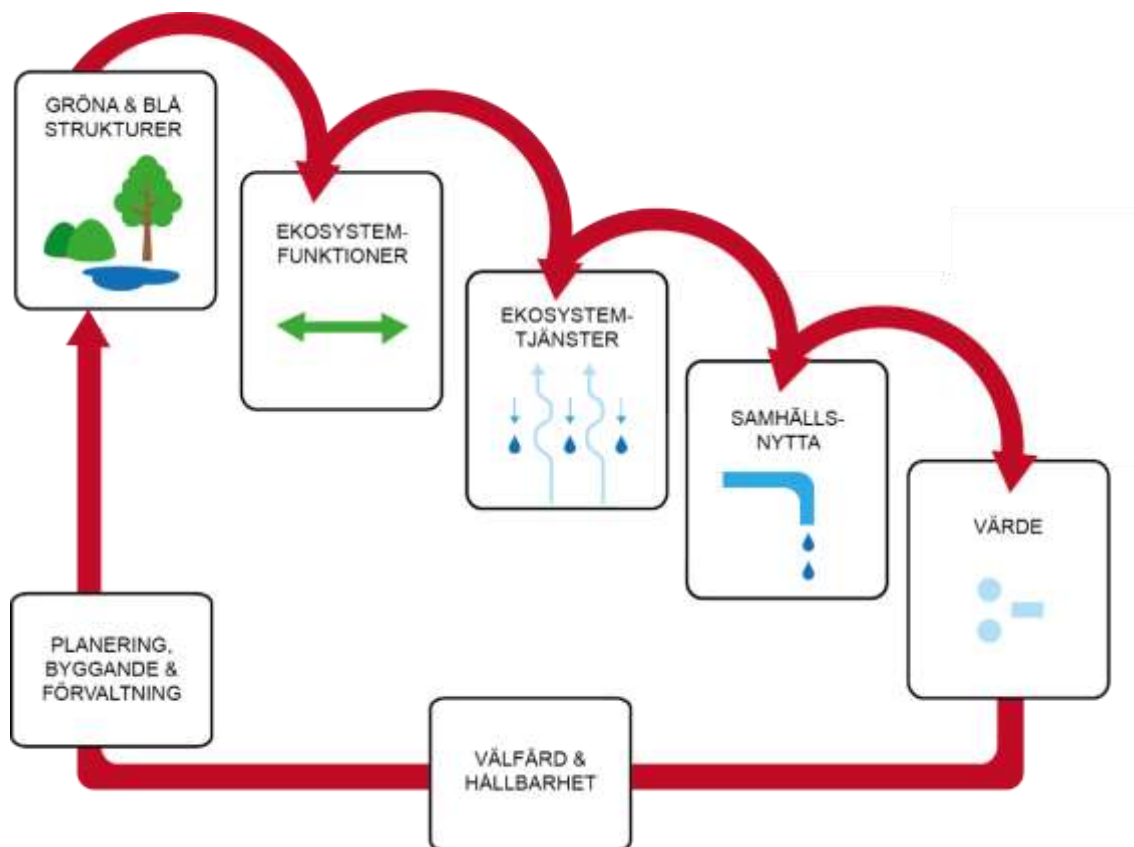 GRÖNA & BLÅ
STRUKTURER
EKOSYSTEM-
FUNKTIONER
EKOSYSTEM-
TJÄNSTER
SAMHÄLLS-
NYTTA
VÄRDE
PLANERING,
BYGGANDE &
FÖRVALTNING
VÄLFÄRD &
HÅLLBARHET